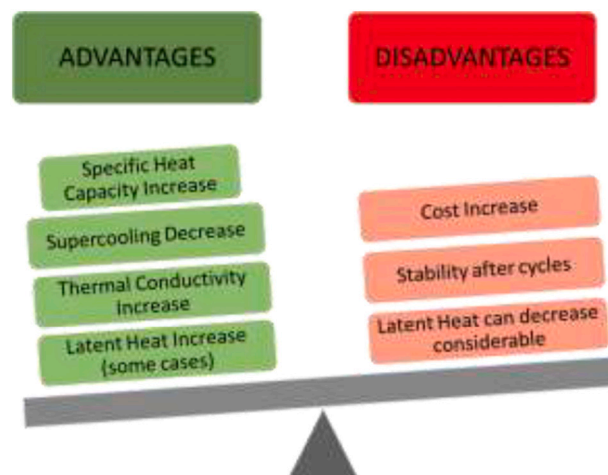 ADVANTAGES
DISADVANTAGES
Specific Heat
Capacity Increase
Supercooling Decrease
Thermal Conductivity
Increase
Latent Heat Increase
(some cases)
Cost Increase
Stability after cycles
Latent Heat can decrease
considerable